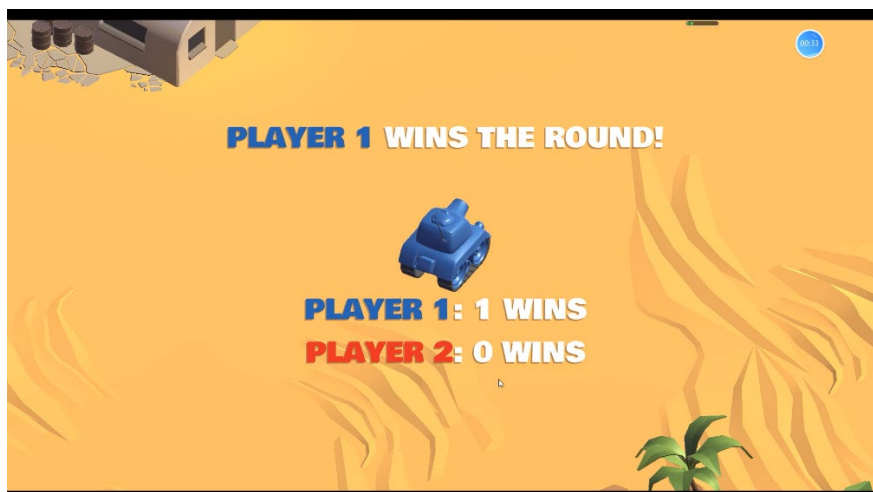 00:33
PLAYER 1 WINS THE ROUND!
PLAYER 1: 1 WINS
PLAYER 2: 0 WINS